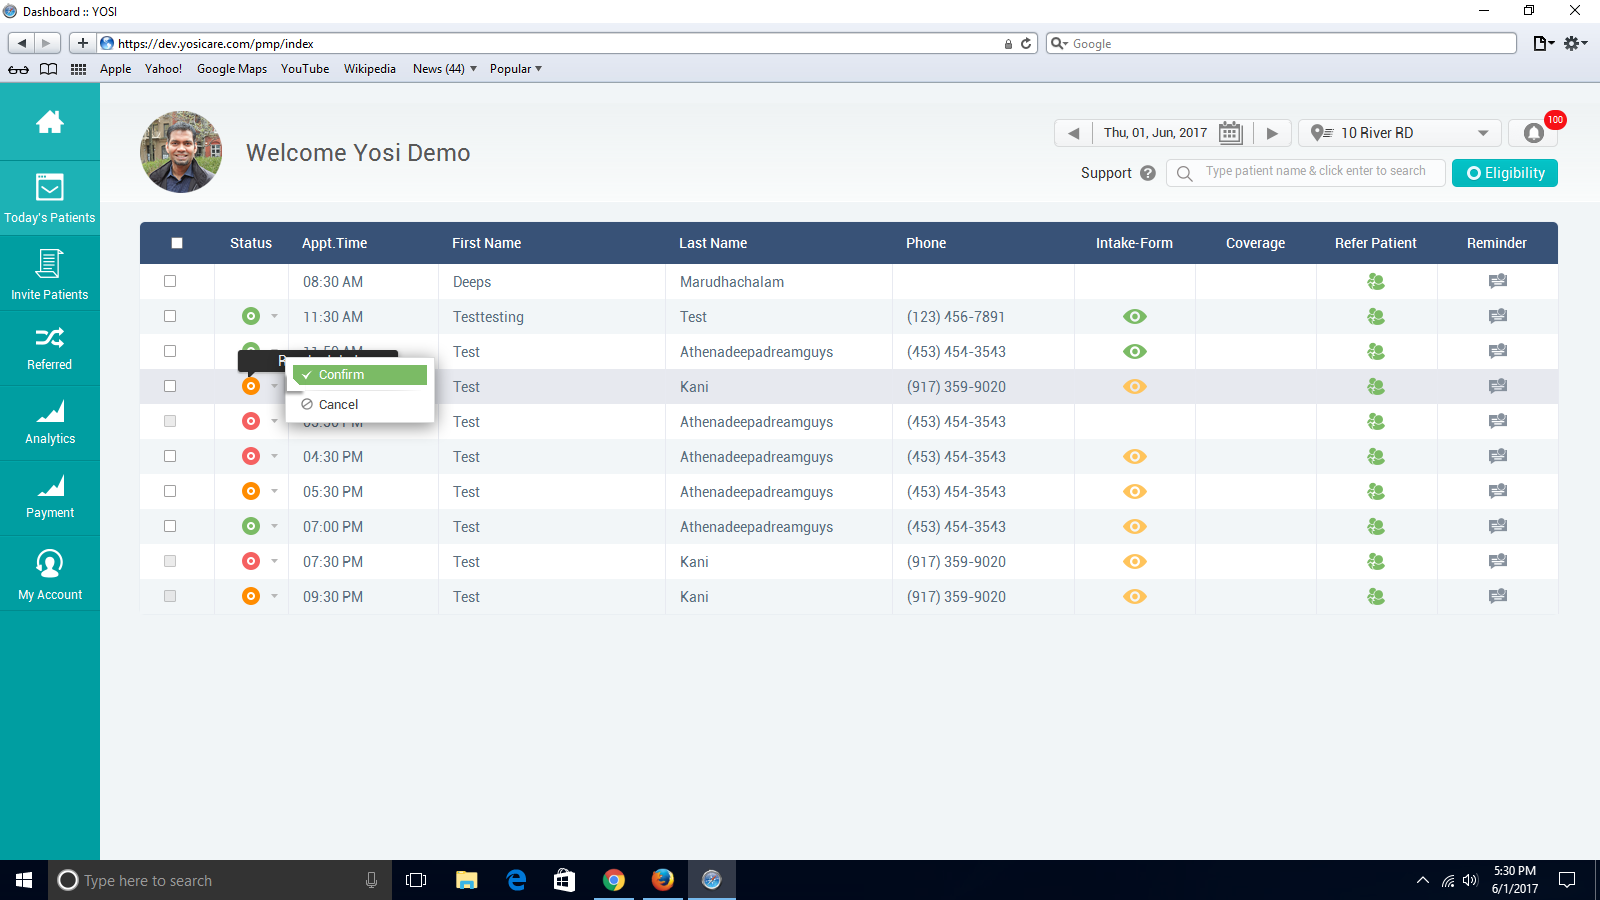 Dashboard :: YOSI
https://dev.yosicare.com/pmp/index
Google
Apple Yahoo! Google Maps YouTube Wikipedia News (44) Popular
Welcome Yosi Demo
Thu, 01, Jun, 2017
10 River RD
100
Support ?
Type patient name & click enter to search
Eligibility
Today's Patients
Invite Patients
Referred
Analytics
Payment
My Account
Status Appt.Time First Name Last Name Phone Intake-Form Coverage Refer Patient Reminder
08:30 AM Deeps Marudhachalam
11:30 AM Testtesting Test (123) 456-7891
11:50 AM Test Athenadeepadreamguys (453) 454-3543
Confirm
Test Kani (917) 359-9020
Cancel
Test Athenadeepadreamguys (453) 454-3543
04:30 PM Test Athenadeepadreamguys (453) 454-3543
05:30 PM Test Athenadeepadreamguys (453) 454-3543
07:00 PM Test Athenadeepadreamguys (453) 454-3543
07:30 PM Test Kani (917) 359-9020
09:30 PM Test Kani (917) 359-9020
Type here to search
5:30 PM
6/1/2017